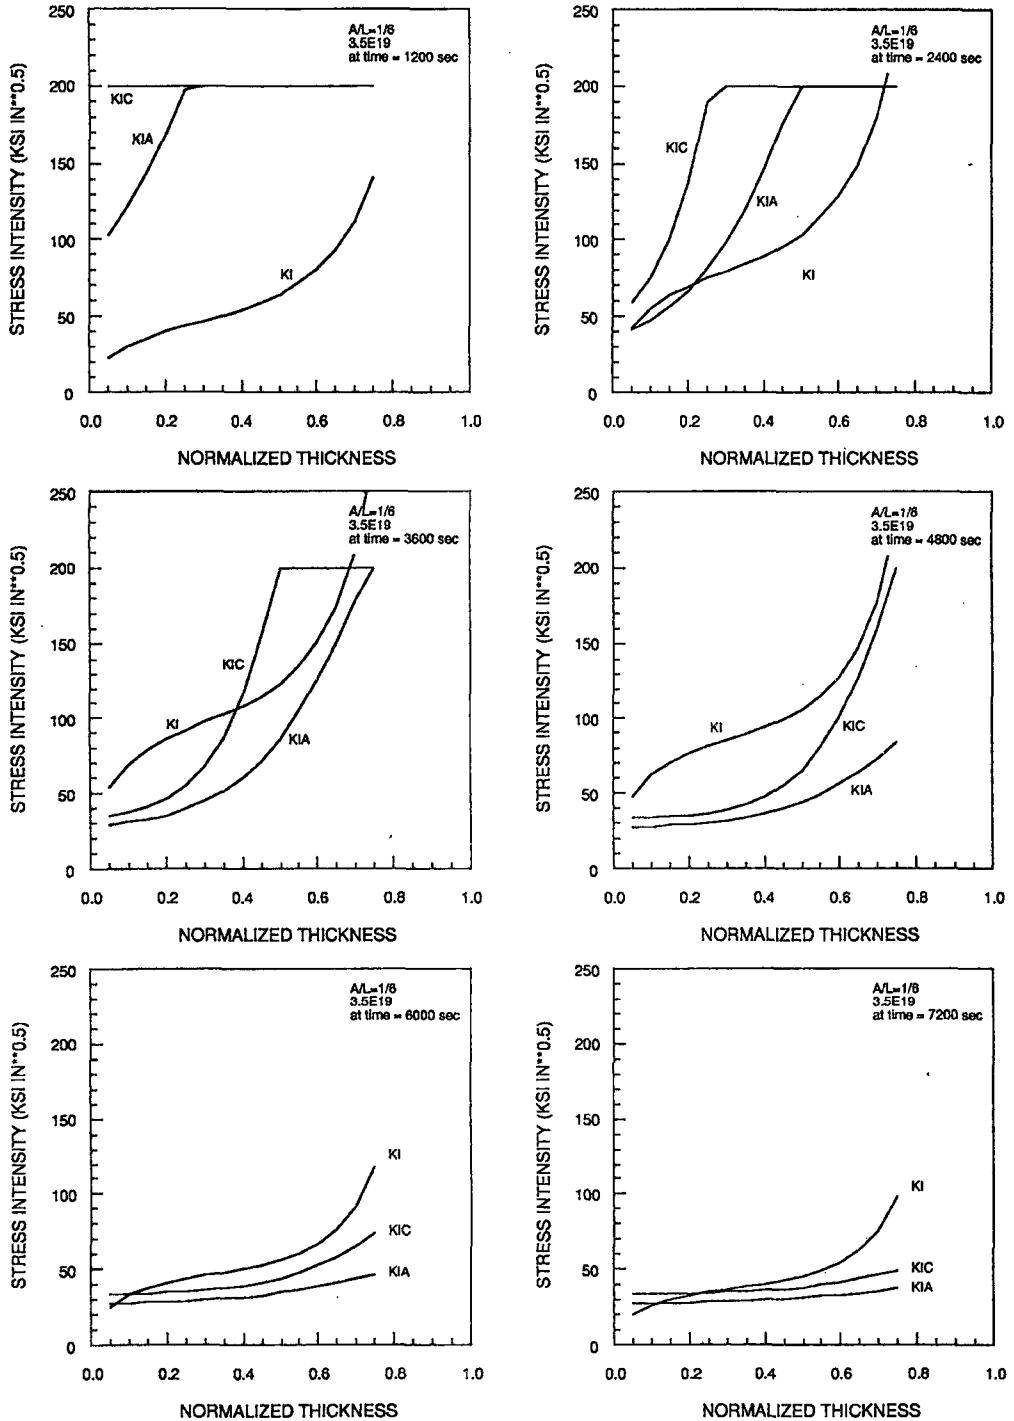 STRESS INTENSITY (KSI IN**0.5)
250
200
150
100
50
0
A/L=1/6
3.5E19
at time = 1200 sec
KIC
KIA
KI
0.0 0.2 0.4 0.6 0.8 1.0
NORMALIZED THICKNESS
STRESS INTENSITY (KSI IN**0.5)
250
200
150
100
50
0
A/L=1/6
3.5E19
at time = 2400 sec
KIC
KIA
KI
0.0 0.2 0.4 0.6 0.8 1.0
NORMALIZED THICKNESS
STRESS INTENSITY (KSI IN**0.5)
250
200
150
100
50
0
A/L=1/6
3.5E19
at time = 3600 sec
KIC
KI
KIA
0.0 0.2 0.4 0.6 0.8 1.0
NORMALIZED THICKNESS
STRESS INTENSITY (KSI IN**0.5)
250
200
150
100
50
0
A/L=1/6
3.5E19
at time = 4800 sec
KI
KIC
KIA
0.0 0.2 0.4 0.6 0.8 1.0
NORMALIZED THICKNESS
STRESS INTENSITY (KSI IN**0.5)
250
200
150
100
50
0
A/L=1/6
3.5E19
at time = 6000 sec
KI
KIC
KIA
0.0 0.2 0.4 0.6 0.8 1.0
NORMALIZED THICKNESS
STRESS INTENSITY (KSI IN**0.5)
250
200
150
100
50
0
A/L=1/6
3.5E19
at time = 7200 sec
KI
KIC
KIA
0.0 0.2 0.4 0.6 0.8 1.0
NORMALIZED THICKNESS